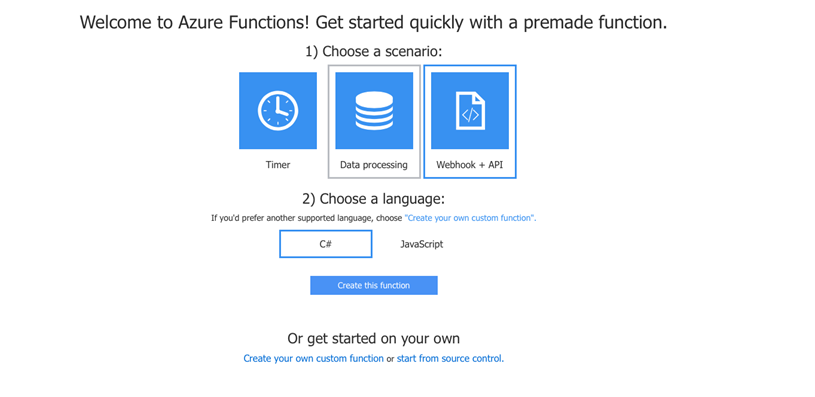 Welcome to Azure Functions! Get started quickly with a premade function.
1) Choose a scenario:
</>
Timer
Data processing
Webhook + API
2) Choose a language:
If you'd prefer another supported language, choose "Create your own custom function".
C#
JavaScript
Create this function
Or get started on your own
Create your own custom function or start from source control.